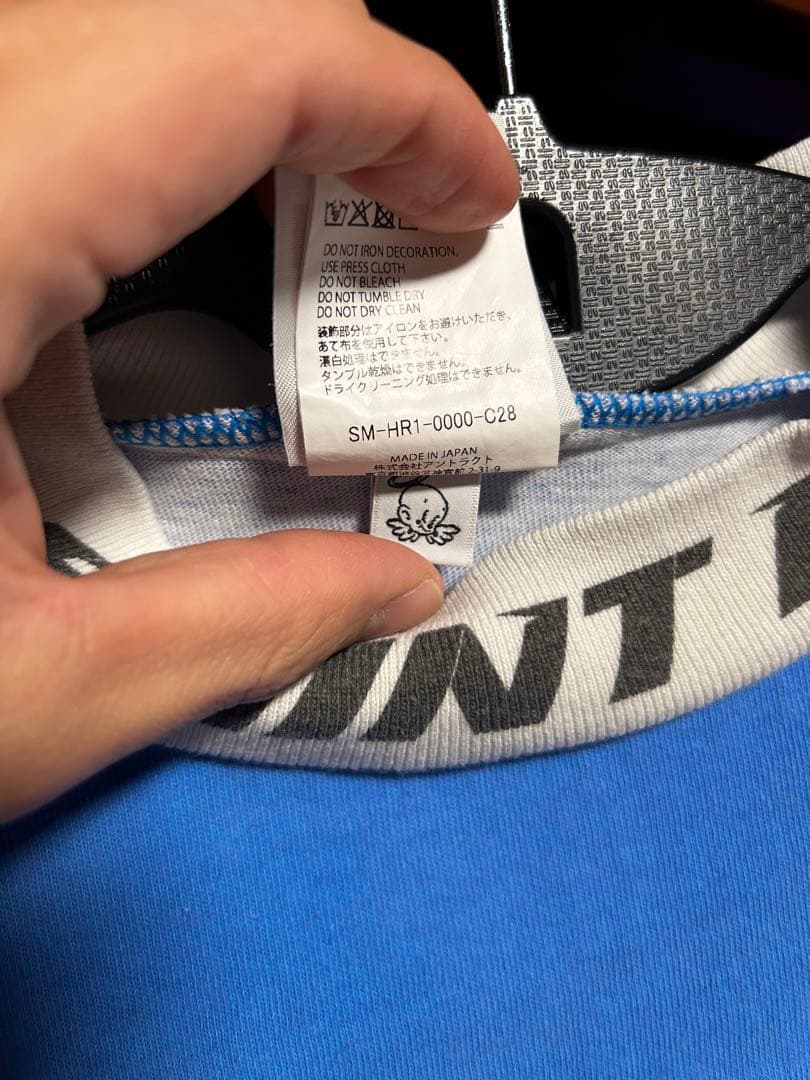 DO NOT IRON DECORATION,
USE PRESS CLOTH
DO NOT BLEACH
DO NOT TUMBLE DRY
DO NOT DRY CLEAN
装飾部分はアイロンをお避けいただき、
あて布を使用して下さい。
漂白処理はできません。
タンブル乾燥はできません。
ドライクリーニング処理はできません。
SM-HR1-0000-C28
MADE IN JAPAN
株式会社アントラクト
2-31-9
INT